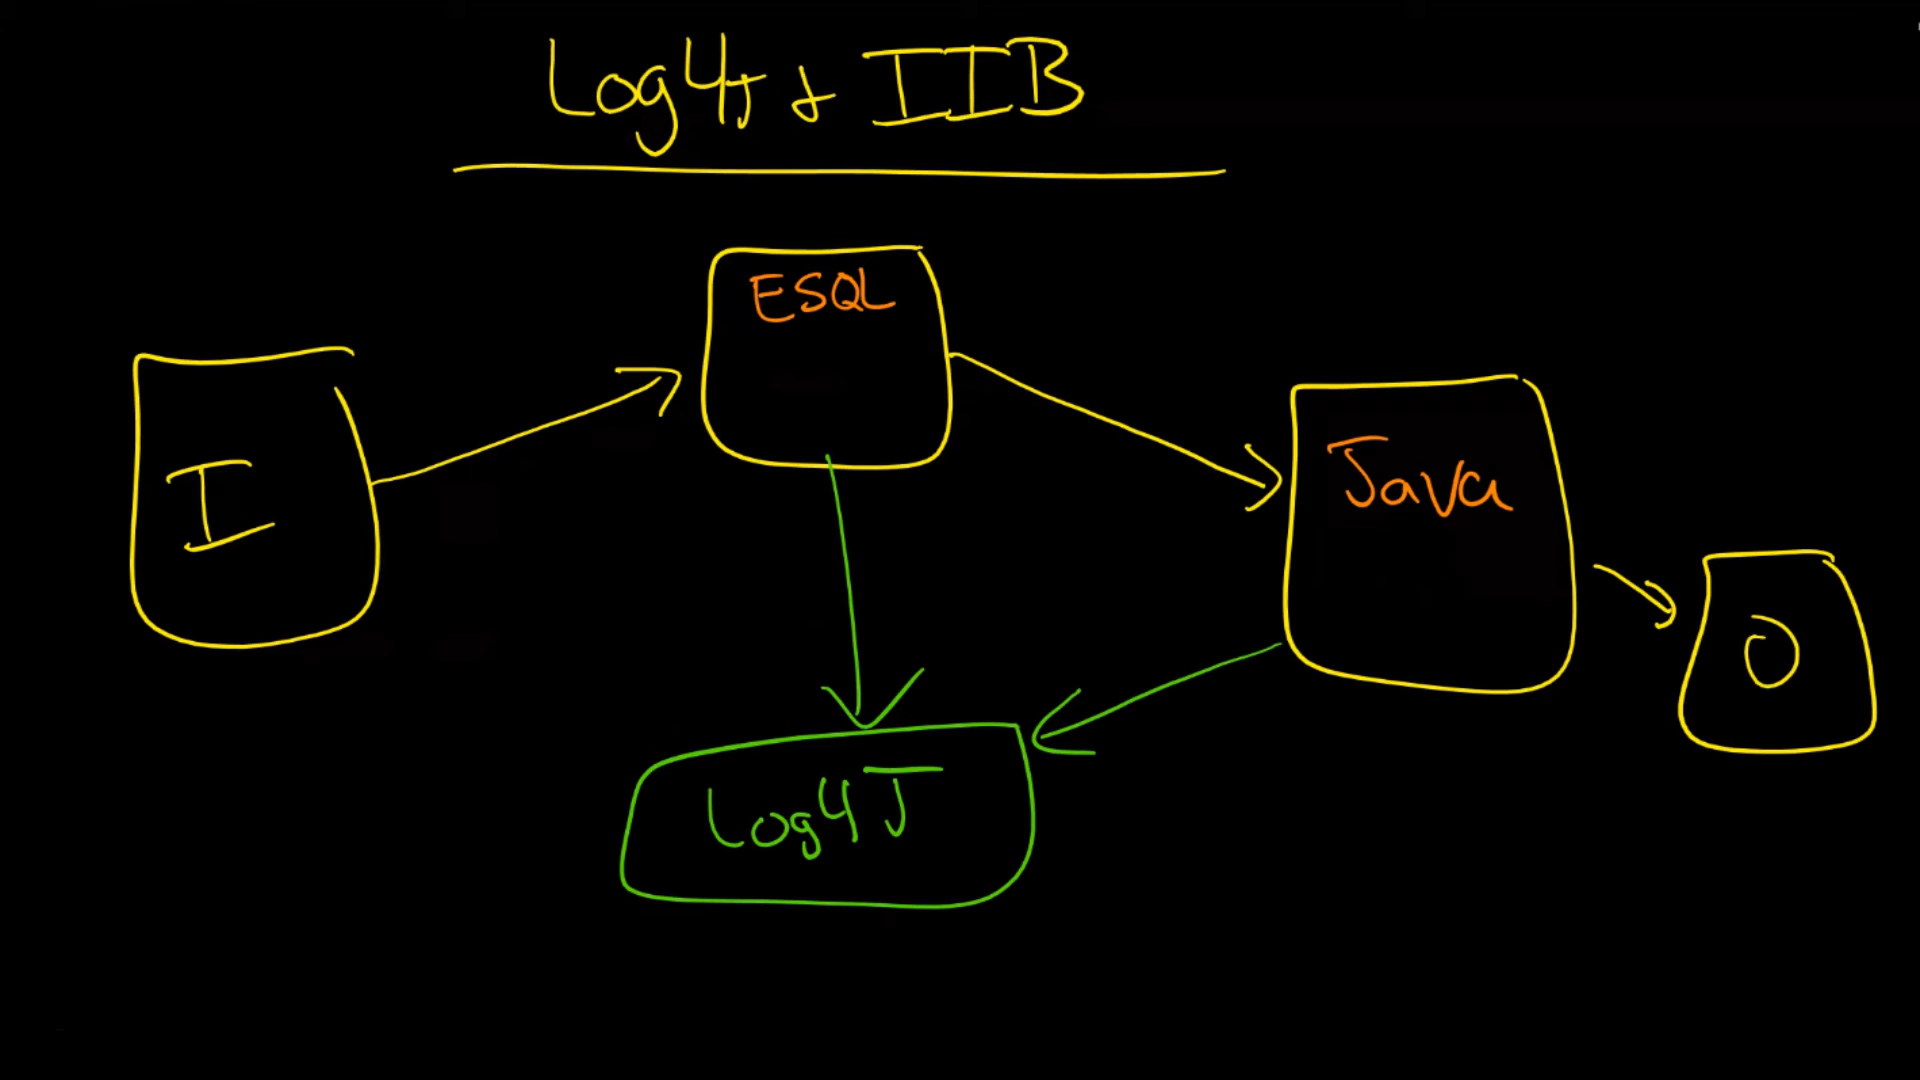 Log4J + IIB
ESQL
I
Java
O
Log4J